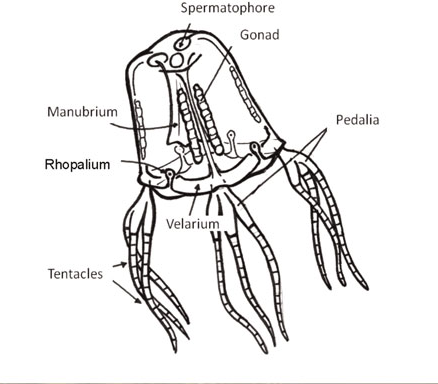 Spermatophore
Gonad
Manubrium
Pedalia
Rhopalium
Velarium
Tentacles